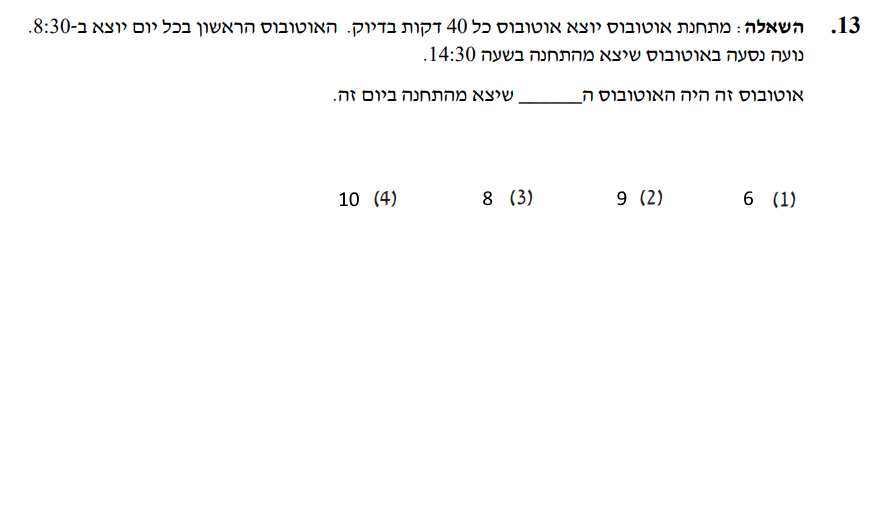 13. השאלה: מתחנת אוטובוס יוצא אוטובוס כל 40 דקות בדיוק. האוטובוס הראשון בכל יום יוצא ב-8:30.
נועה נסעה באוטובוס שיצא מהתחנה בשעה 14:30.
אוטובוס זה היה האוטובוס ה______ שיצא מהתחנה ביום זה.
(1) 6 (2) 9 (3) 8 (4) 10